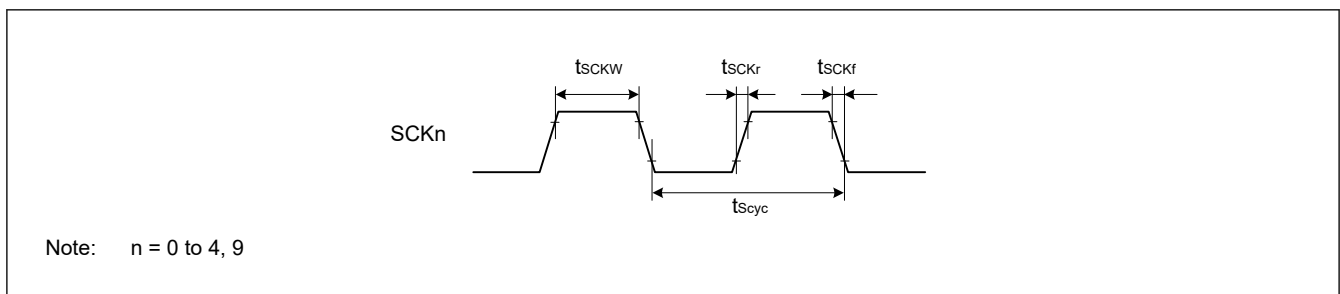 tSCKW tSCKr tSCKf
SCKn
tScyc
Note: n = 0 to 4, 9